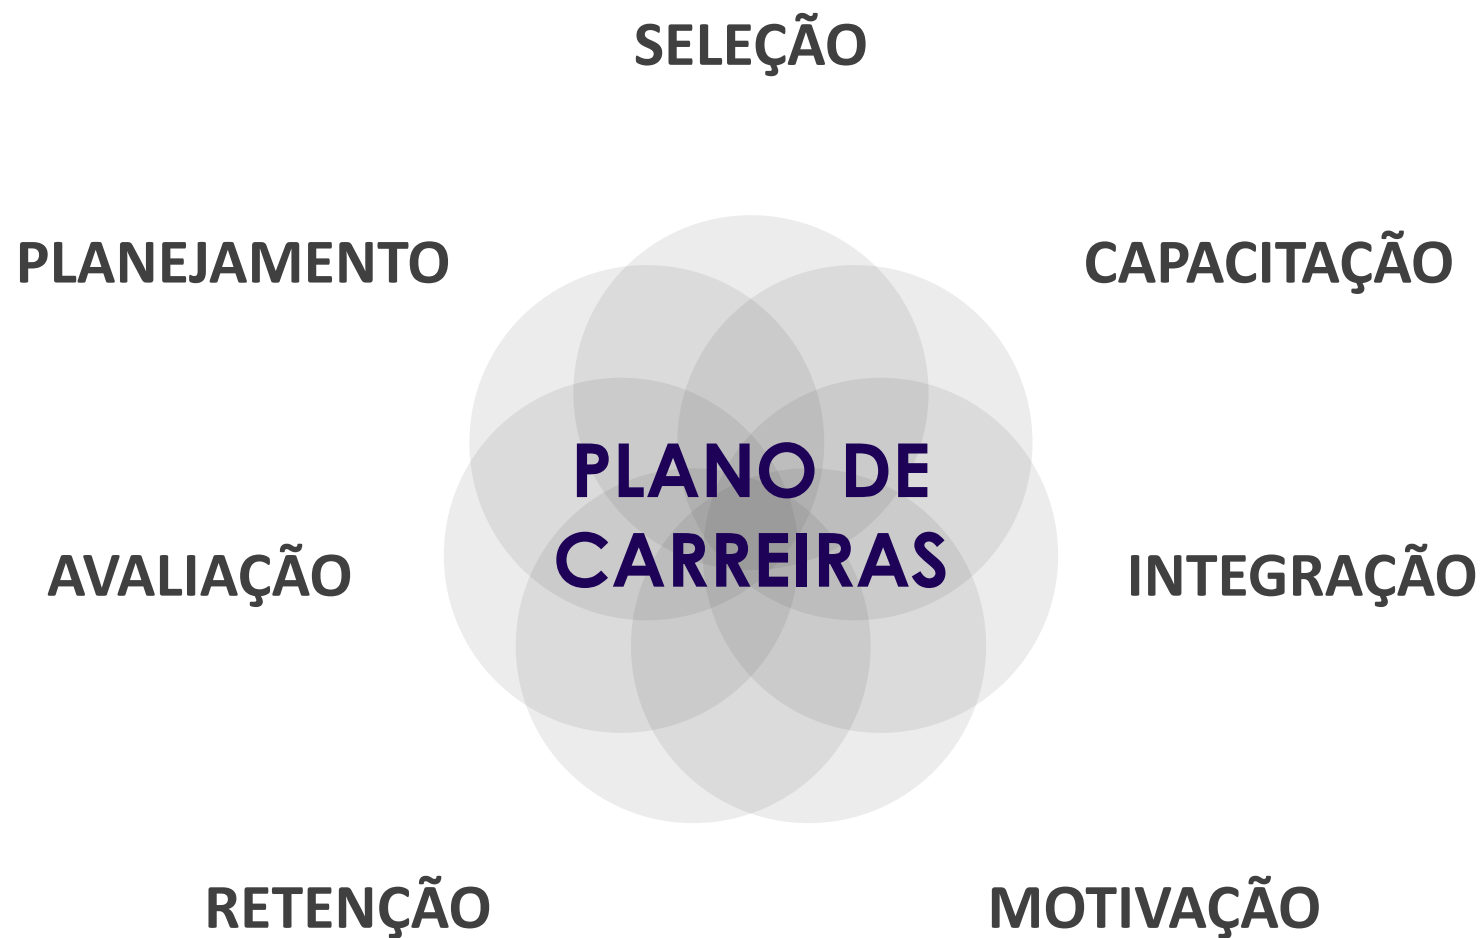 SELEÇÃO
PLANEJAMENTO
CAPACITAÇÃO
PLANO DE
CARREIRAS
AVALIAÇÃO
INTEGRAÇÃO
RETENÇÃO
MOTIVAÇÃO